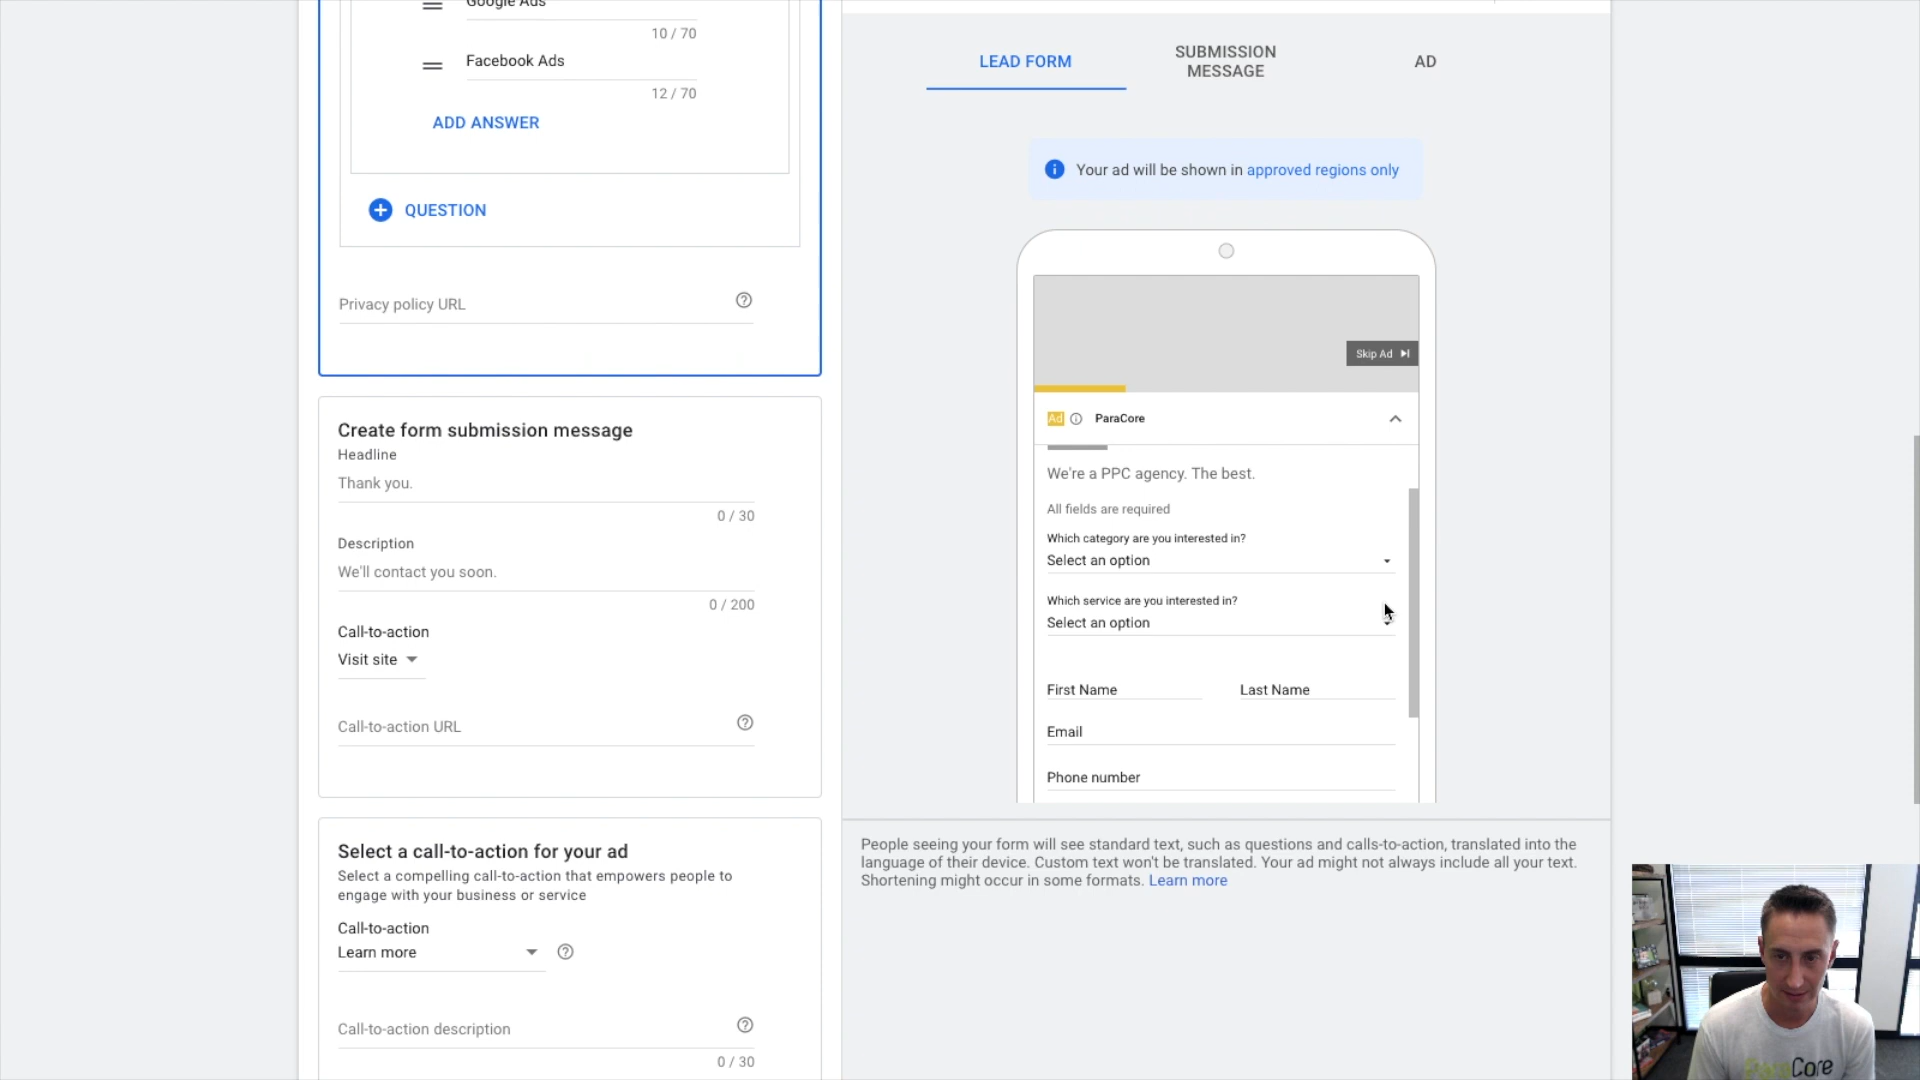 Google Ads
10 / 70
Facebook Ads
12 / 70
ADD ANSWER
QUESTION
Privacy policy URL
Create form submission message
Headline
Thank you.
0 / 30
Description
We'll contact you soon.
0 / 200
Call-to-action
Visit site
Call-to-action URL
Select a call-to-action for your ad
Select a compelling call-to-action that empowers people to
engage with your business or service
Call-to-action
Learn more
Call-to-action description
0 / 30
LEAD FORM
SUBMISSION
MESSAGE
AD
Your ad will be shown in approved regions only
Skip Ad
Ad ParaCore
We're a PPC agency. The best.
All fields are required
Which category are you interested in?
Select an option
Which service are you interested in?
Select an option
First Name Last Name
Email
Phone number
People seeing your form will see standard text, such as questions and calls-to-action, translated into the
language of their device. Custom text won't be translated. Your ad might not always include all your text.
Shortening might occur in some formats. Learn more
ParaCore